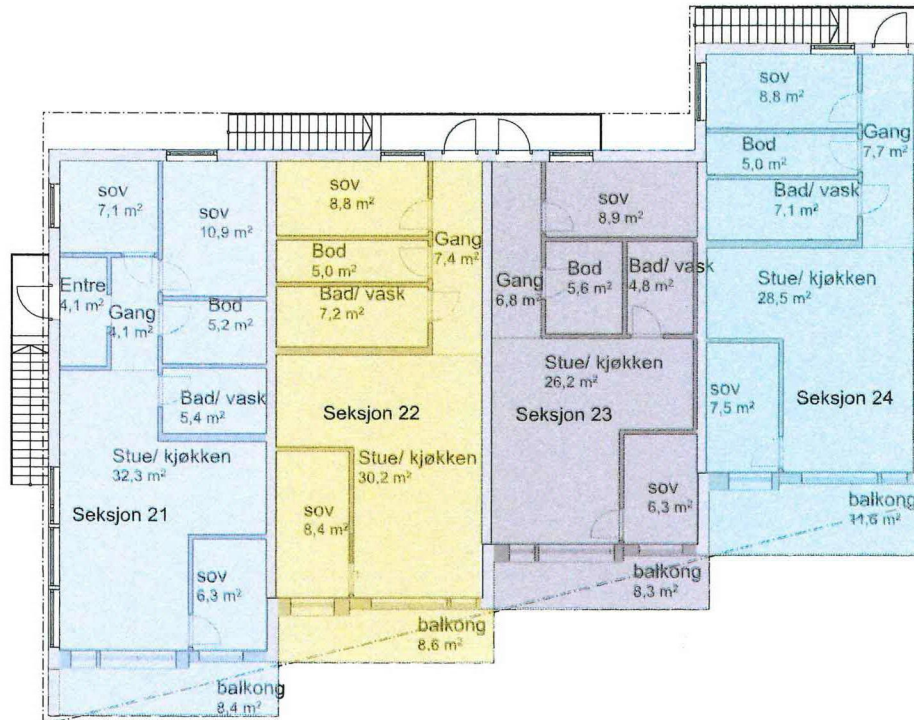 sov
7,1 m²
sov
10,9 m²
Entre
4,1 m²
Gang
4,1 m²
Bod
5,2 m²
Bad/ vask
5,4 m²
Stue/ kjøkken
32,3 m²
Seksjon 21
sov
6,3 m²
balkong
8,4 m²
sov
8,8 m²
Gang
7,4 m²
Bod
5,0 m²
Bad/ vask
7,2 m²
Seksjon 22
Stue/ kjøkken
30,2 m²
sov
8,4 m²
balkong
8,6 m²
sov
8,9 m²
Gang
6,8 m²
Bod
5,6 m²
Bad/ vask
4,8 m²
Stue/ kjøkken
26,2 m²
Seksjon 23
sov
6,3 m²
balkong
8,3 m²
sov
8,8 m²
Gang
7,7 m²
Bod
5,0 m²
Bad/ vask
7,1 m²
Stue/ kjøkken
28,5 m²
sov
7,5 m²
Seksjon 24
balkong
11,6 m²